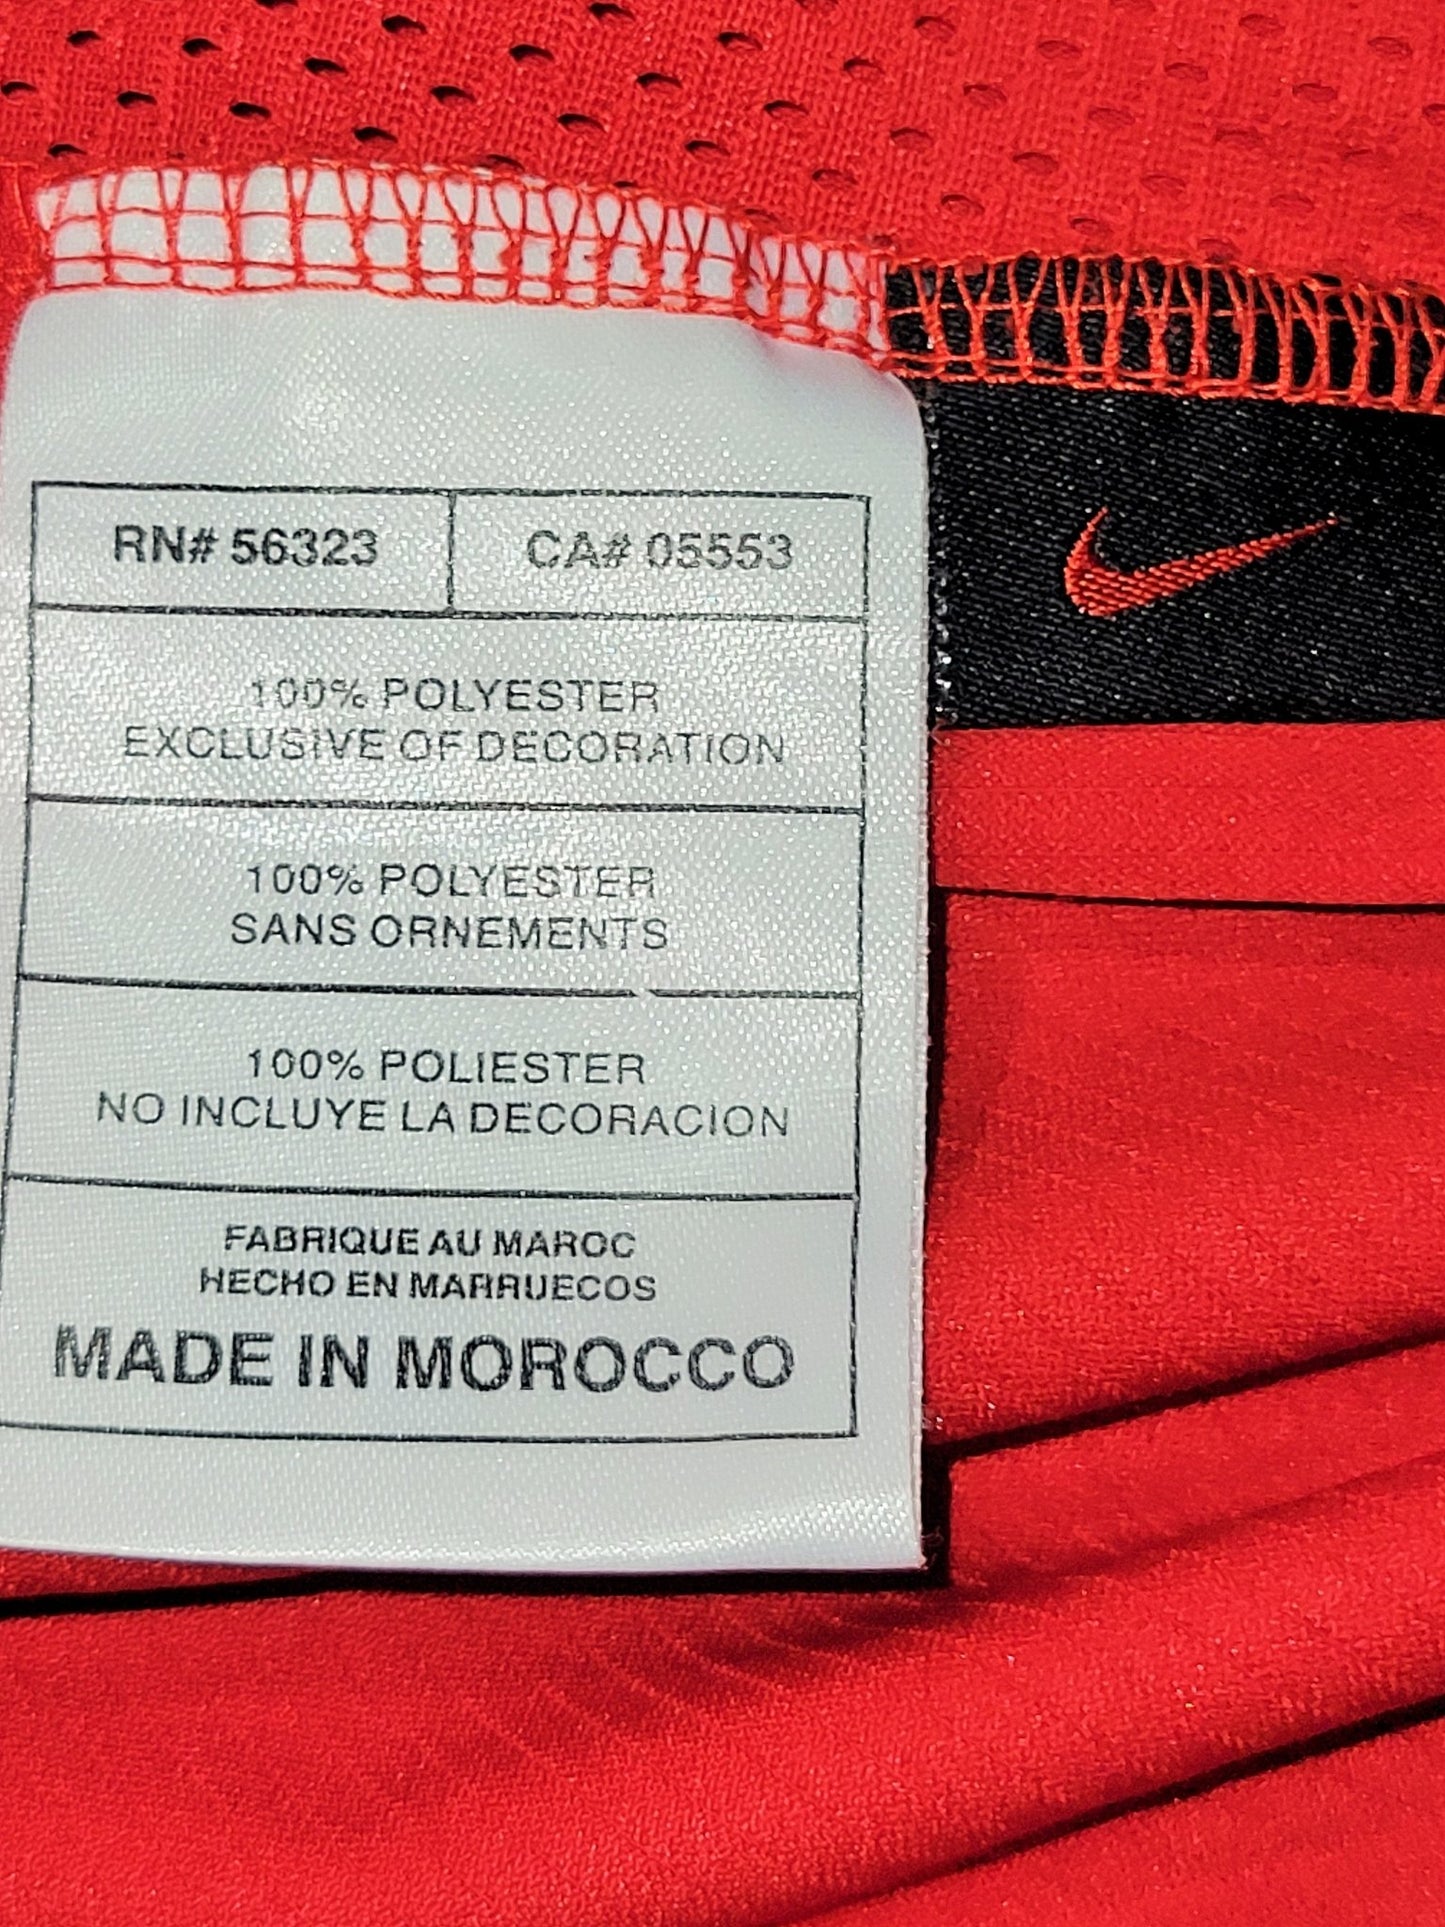 RN# 56323
CA# 05553
100% POLYESTER
EXCLUSIVE OF DECORATION
100% POLYESTER
SANS ORNEMENTS
100% POLIESTER
NO INCLUYE LA DECORACION
FABRIQUE AU MAROC
HECHO EN MARRUECOS
MADE IN MOROCCO